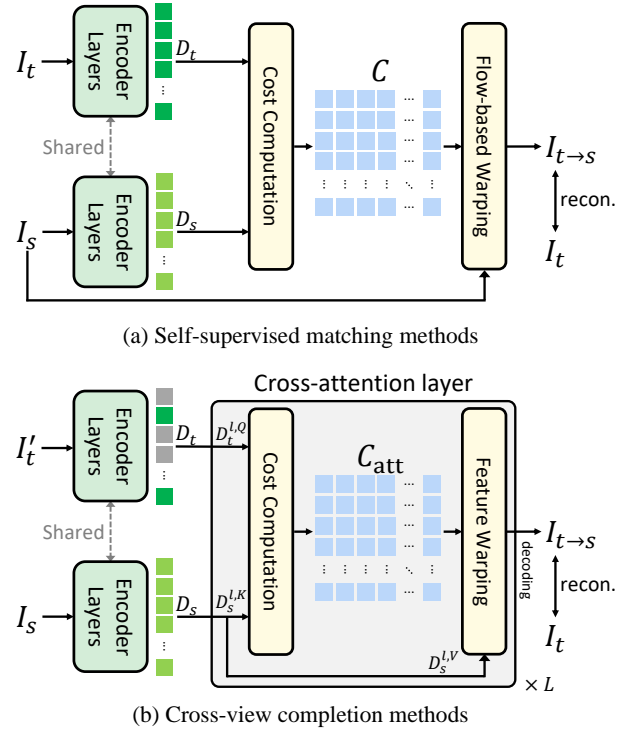 I_t
Encoder Layers
D_t
Cost Computation
C
Flow-based Warping
I_{t→s}
Shared
recon.
I_s
Encoder Layers
D_s
I_t
(a) Self-supervised matching methods
Cross-attention layer
I'_t
Encoder Layers
D_t
D_t^{l,Q}
Cost Computation
C_att
Feature Warping
decoding
I_{t→s}
Shared
recon.
I_s
Encoder Layers
D_s
D_s^{l,K}
I_t
D_s^{l,V}
× L
(b) Cross-view completion methods